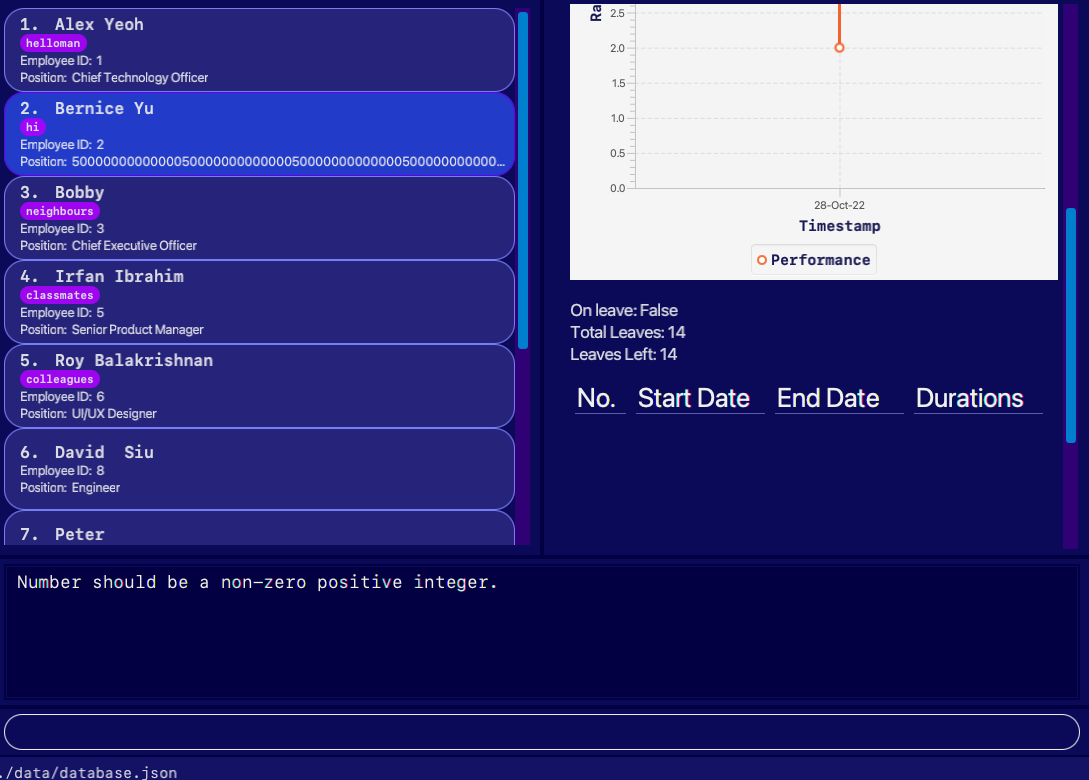 1. Alex Yeoh
helloman
Employee ID: 1
Position: Chief Technology Officer
2. Bernice Yu
hi
Employee ID: 2
3. Bobby
neighbours
Employee ID: 3
Position: Chief Executive Officer
4. Irfan Ibrahim
classmates
Employee ID: 5
Position: Senior Product Manager
5. Roy Balakrishnan
colleagues
Employee ID: 6
Position: UI/UX Designer
6. David  Siu
Employee ID: 8
Position: Engineer
7. Peter
Ra
2.5
2.0
1.5
1.0
0.5
0.0
28-Oct-22
Timestamp
Performance
On leave: False
Total Leaves: 14
Leaves Left: 14
No. Start Date End Date Durations
Number should be a non-zero positive integer.
./data/database.json